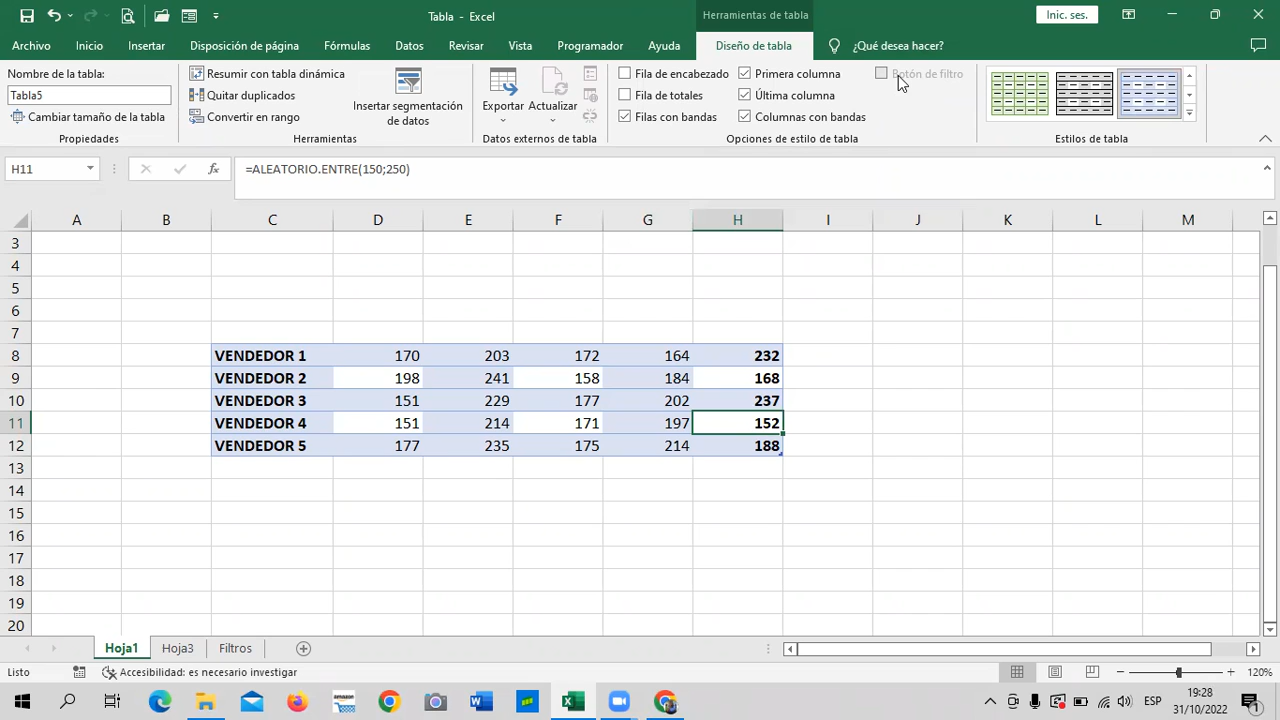 Tabla - Excel
Herramientas de tabla
Inic. ses.
Archivo Inicio Insertar Disposición de página Fórmulas Datos Revisar Vista Programador Ayuda Diseño de tabla ¿Qué desea hacer?
Nombre de la tabla:
Tabla5
Cambiar tamaño de la tabla
Propiedades
Resumir con tabla dinámica
Quitar duplicados
Convertir en rango
Insertar segmentación
de datos
Herramientas
Exportar
Actualizar
Datos externos de tabla
Fila de encabezado
Fila de totales
Filas con bandas
Primera columna
Última columna
Columnas con bandas
Botón de filtro
Opciones de estilo de tabla
Estilos de tabla
H11 fx =ALEATORIO.ENTRE(150;250)
A B C D E F G H I J K L M
3
4
5
6
7
8 VENDEDOR 1 170 203 172 164 232
9 VENDEDOR 2 198 241 158 184 168
10 VENDEDOR 3 151 229 177 202 237
11 VENDEDOR 4 151 214 171 197 152
12 VENDEDOR 5 177 235 175 214 188
13
14
15
16
17
18
19
20
Hoja1 Hoja3 Filtros
Listo Accesibilidad: es necesario investigar 120%
ESP
19:28
31/10/2022